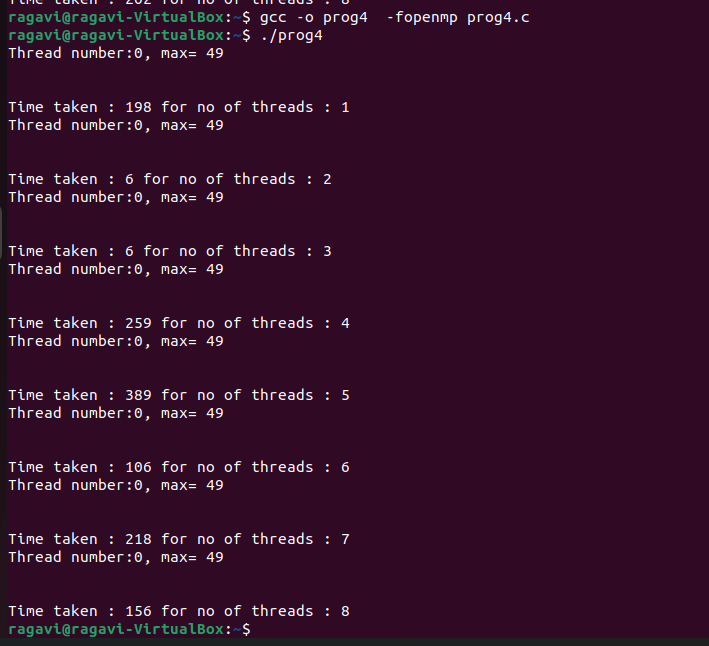 Time taken : 202 for no of threads : 8
ragavi@ragavi-VirtualBox:~$ gcc -o prog4  -fopenmp prog4.c
ragavi@ragavi-VirtualBox:~$ ./prog4
Thread number:0, max= 49
Time taken : 198 for no of threads : 1
Thread number:0, max= 49
Time taken : 6 for no of threads : 2
Thread number:0, max= 49
Time taken : 6 for no of threads : 3
Thread number:0, max= 49
Time taken : 259 for no of threads : 4
Thread number:0, max= 49
Time taken : 389 for no of threads : 5
Thread number:0, max= 49
Time taken : 106 for no of threads : 6
Thread number:0, max= 49
Time taken : 218 for no of threads : 7
Thread number:0, max= 49
Time taken : 156 for no of threads : 8
ragavi@ragavi-VirtualBox:~$